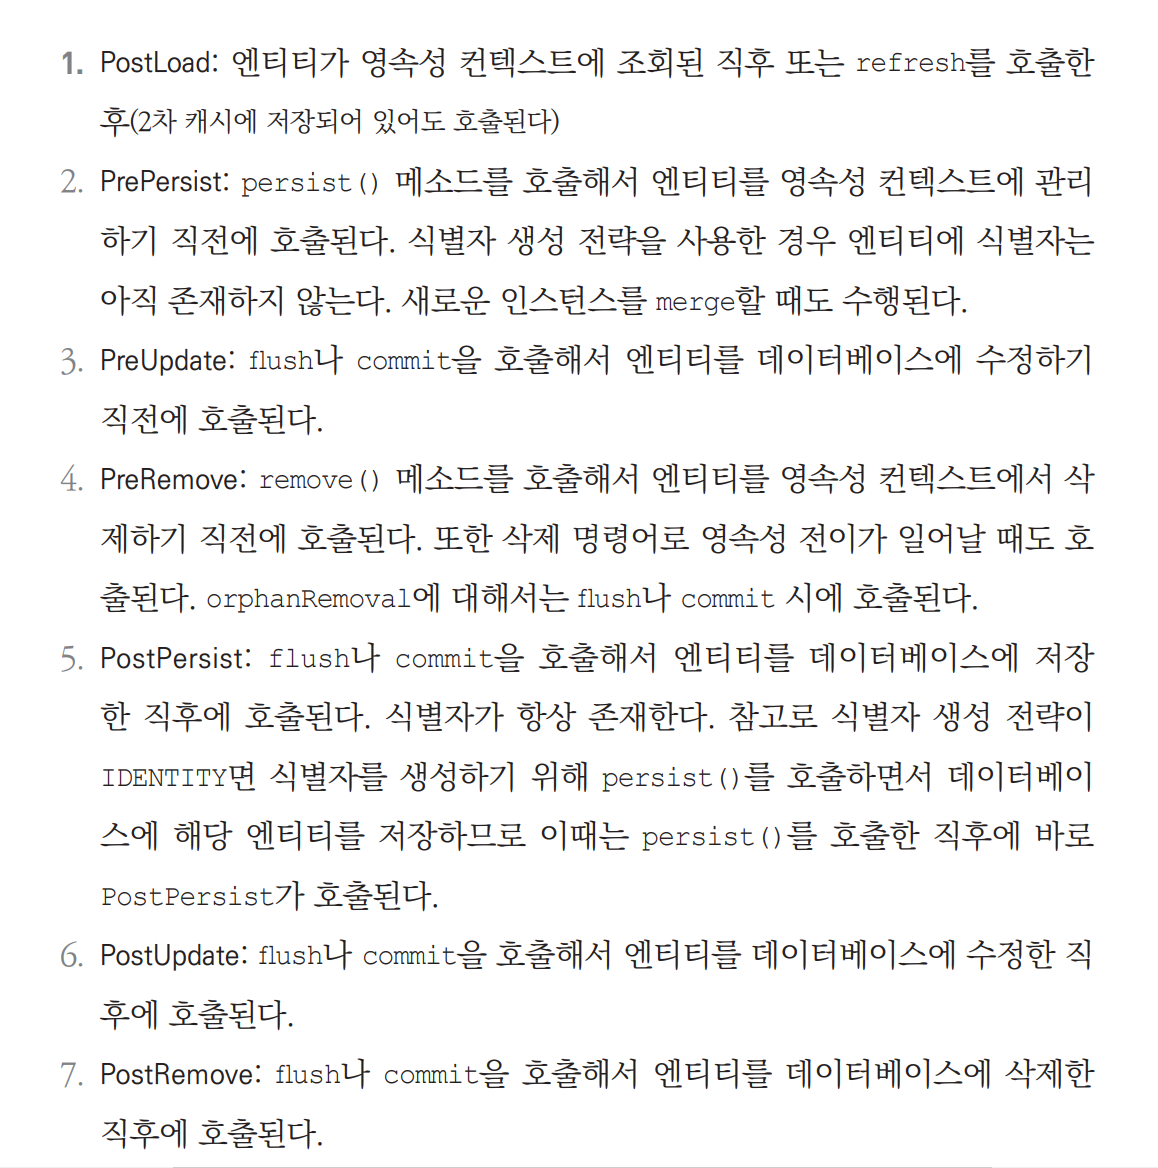 1. PostLoad: 엔티티가 영속성 컨텍스트에 조회된 직후 또는 refresh를 호출한
후(2차 캐시에 저장되어 있어도 호출된다)
2. PrePersist: persist() 메소드를 호출해서 엔티티를 영속성 컨텍스트에 관리
하기 직전에 호출된다. 식별자 생성 전략을 사용한 경우 엔티티에 식별자는
아직 존재하지 않는다. 새로운 인스턴스를 merge할 때도 수행된다.
3. PreUpdate: flush나 commit을 호출해서 엔티티를 데이터베이스에 수정하기
직전에 호출된다.
4. PreRemove: remove() 메소드를 호출해서 엔티티를 영속성 컨텍스트에서 삭
제하기 직전에 호출된다. 또한 삭제 명령어로 영속성 전이가 일어날 때도 호
출된다. orphanRemoval에 대해서는 flush나 commit 시에 호출된다.
5. PostPersist: flush나 commit을 호출해서 엔티티를 데이터베이스에 저장
한 직후에 호출된다. 식별자가 항상 존재한다. 참고로 식별자 생성 전략이
IDENTITY면 식별자를 생성하기 위해 persist()를 호출하면서 데이터베이
스에 해당 엔티티를 저장하므로 이때는 persist()를 호출한 직후에 바로
PostPersist가 호출된다.
6. PostUpdate: flush나 commit을 호출해서 엔티티를 데이터베이스에 수정한 직
후에 호출된다.
7. PostRemove: flush나 commit을 호출해서 엔티티를 데이터베이스에 삭제한
직후에 호출된다.